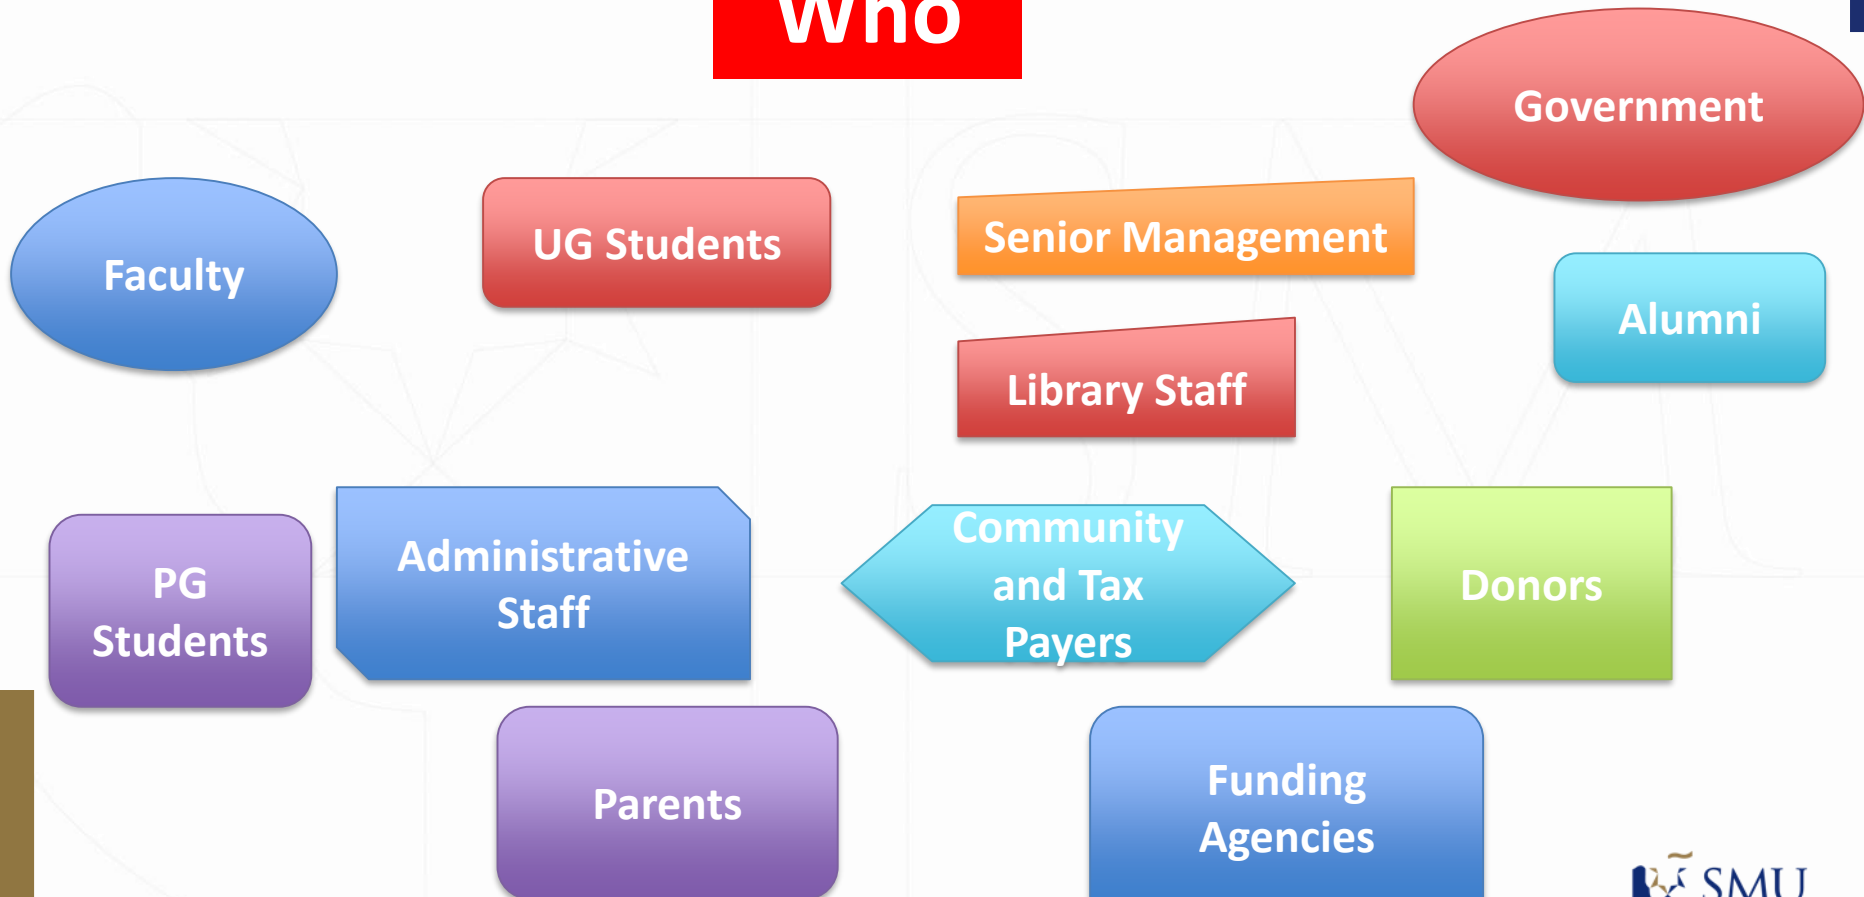 Who
Government
Faculty
UG Students
Senior Management
Alumni
Library Staff
PG
Students
Administrative
Staff
Community
and Tax
Payers
Donors
Parents
Funding
Agencies
SMU